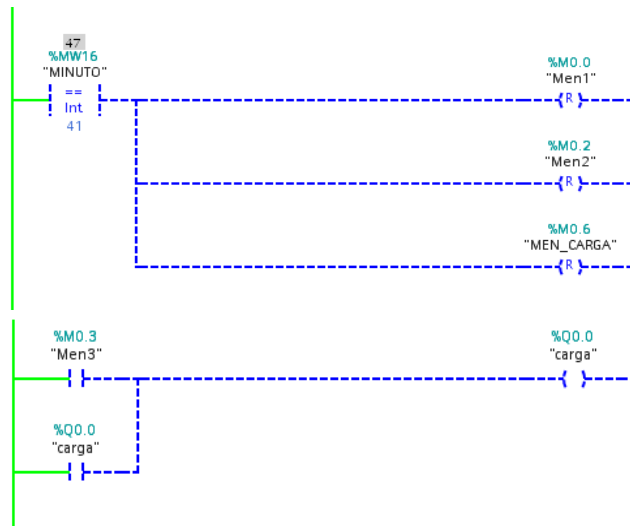 47
%MW16
"MINUTO"
==
Int
41
%M0.0
"Men1"
R
%M0.2
"Men2"
R
%M0.6
"MEN_CARGA"
R
%M0.3
"Men3"
%Q0.0
"carga"
%Q0.0
"carga"